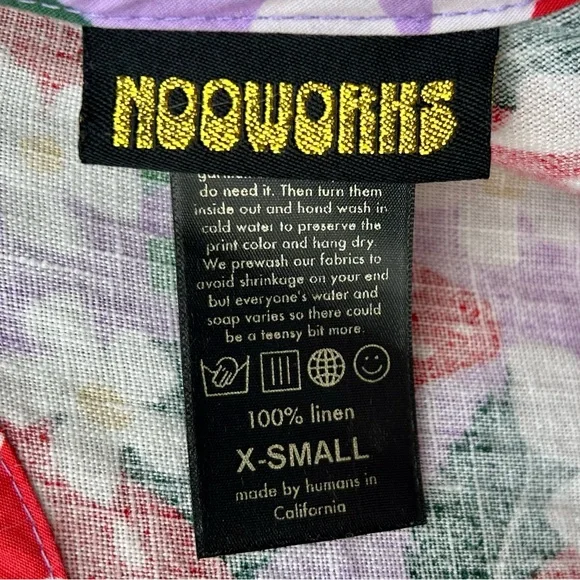 NOOWORKS
do need it. Then turn them
inside out and hand wash in
cold water to preserve the
print color and hang dry.
We prewash our fabrics to
avoid shrinkage on your end
but everyone's water and
soap varies so there could
be a teensy bit more.
100% linen
X-SMALL
made by humans in
California